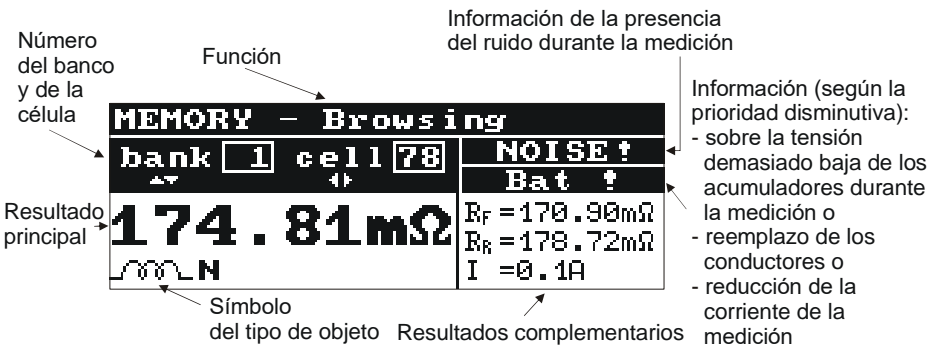 Información de la presencia
del ruido durante la medición
Número
del banco
y de la
célula
Función
Información (según la
prioridad disminutiva):
- sobre la tensión
demasiado baja de los
acumuladores durante
la medición o
- reemplazo de los
conductores o
- reducción de la
corriente de la
medición
MEMORY - Browsing
bank 1 cell 78
NOISE!
Bat !
Resultado
principal
174.81mΩ
N
RF=170.90mΩ
RR=178.72mΩ
I =0.1A
Símbolo
del tipo de objeto
Resultados complementarios